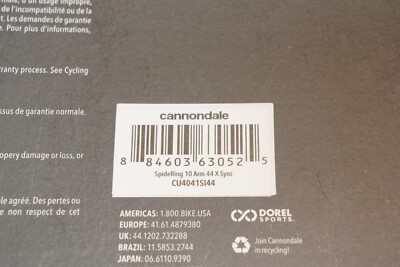 male, d'un usage impropre,
de l'incompatibilité ou de la
t. Les demandes de garantie
. Pour plus d'informations,
ranty process. See Cycling
ssus de garantie normale.
operty damage or loss, or
le agréé. Des pertes ou
e non respect de cet
cannondale
8 84603 63052 5
SpideRing 10 Arm 44 X-Sync
CU4041SI44
AMERICAS: 1.800.BIKE.USA
EUROPE: 41.61.4879380
UK: 44.1202.732288
BRAZIL: 11.5853.2744
JAPAN: 06.6110.9390
DOREL
SPORTS
Join Cannondale
in recycling!